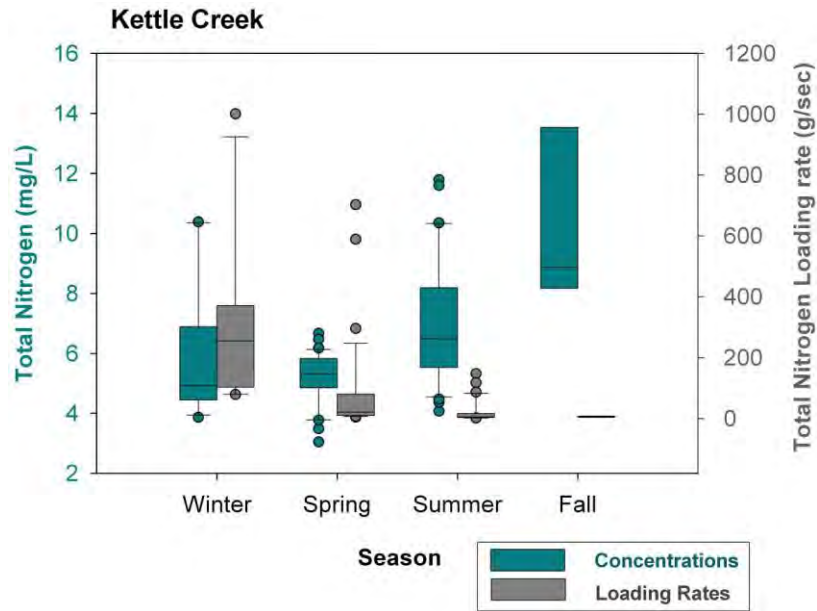 Kettle Creek
Total Nitrogen (mg/L)
16
14
12
10
8
6
4
2
1200
1000
800
600
400
200
0
Total Nitrogen Loading rate (g/sec)
Winter
Spring
Summer
Fall
Season
Concentrations
Loading Rates